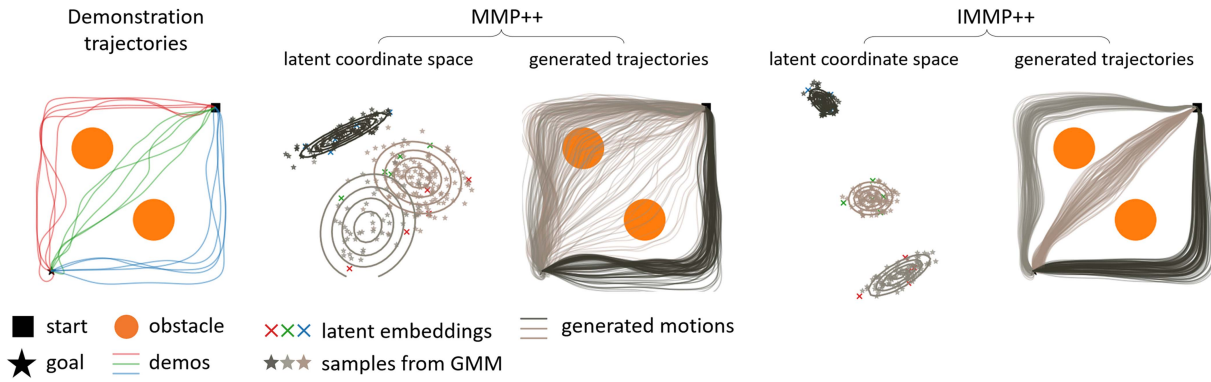 Demonstration
trajectories
MMP++
IMMP++
latent coordinate space
generated trajectories
latent coordinate space
generated trajectories
start
obstacle
latent embeddings
generated motions
goal
demos
samples from GMM